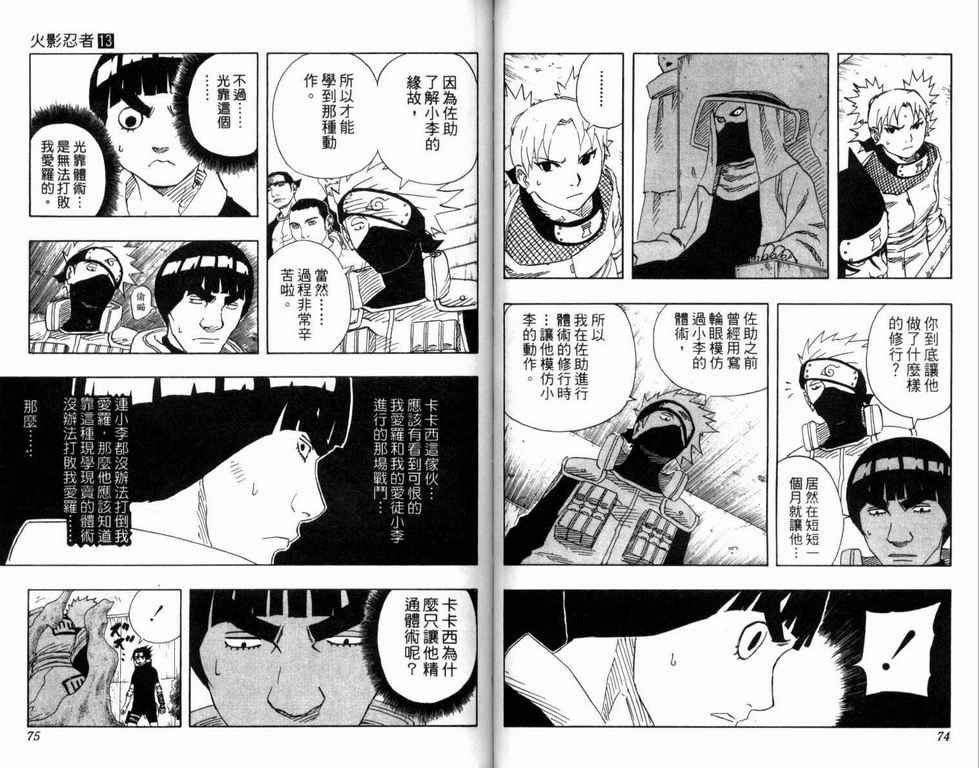 ………
你到底讓他
做了什麼樣
的修行？
居然在短短一
個月就讓他…
佐助之前
曾經用寫
輪眼模仿
過小李的
體術，
所以
我在佐助進行
體術的修行時
…讓他模仿小
李的動作。
！
74
火影忍者 13
因為佐助
了解小李的
緣故，
所以才能
學到那種動
作。
不過……
光靠這個
……
光靠體術…
是無法打敗
我愛羅的。
當然……
過程非常辛
苦啦。
偷瞄
卡卡西這傢伙…
應該有看到可恨的
我愛羅和我的愛徒小李
進行的那場戰鬥…
連小李都沒辦法打倒我
愛羅，那麼他應該知道
靠這種現學現賣的體術
沒辦法打敗我愛羅……
那麼……
卡卡西為什
麼只讓他精
通體術呢？
！
75